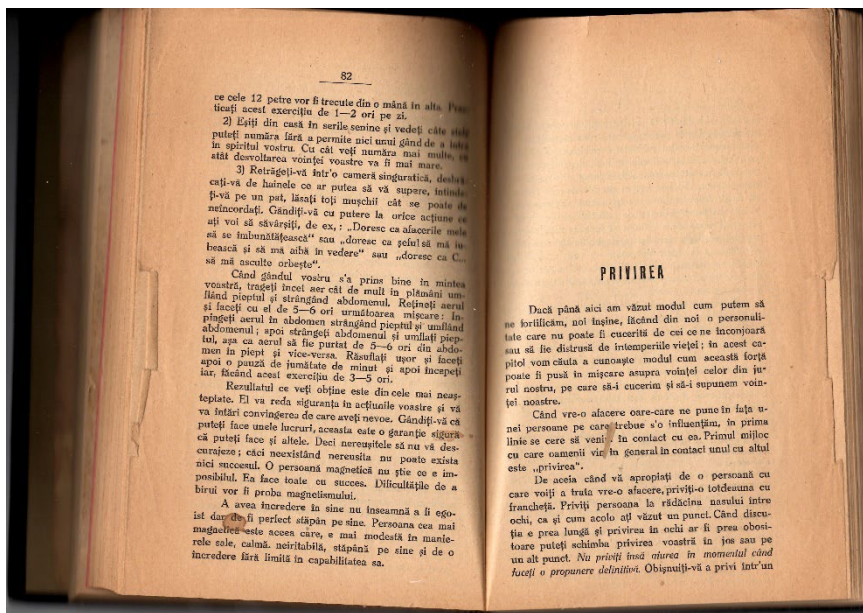 82
ce cele 12 petre vor fi trecute din o mână în alta.
ticați acest exercițiu de 1—2 ori pe zi.
2) Eșiți din casă în serile senine și vedeți câte stele
puteți număra fără a permite nici unui gând de a intra
în spiritul vostru. Cu cât veți număra mai multe, cu
atât desvoltarea voinței voastre va fi mai mare.
3) Retrăgeți-vă într'o cameră singuratică, desbră-
cați-vă de hainele ce ar putea să vă supere, întinde-
ți-vă pe un pat, lăsați toți mușchii cât se poate de
neîncordați. Gândiți-vă cu putere la orice acțiune ce
ați voi să săvârșiți, de ex, : „Doresc ca afacerile mele
să se îmbunătățească“ sau „doresc ca șeful să mă iu-
bească și să mă aibă în vedere“ sau „doresc ca C...
să mă asculte orbește“.
Când gândul vostru s'a prins bine în mintea
voastră, trageți încet aer cât de mult în plămâni um-
flând pieptul și strângând abdomenul. Rețineți aerul
și faceți cu el de 5—6 ori următoarea mișcare: Îm-
pingeți aerul în abdomen strângând pieptul și umflând
abdomenul ; apoi strângeți abdomenul și umflați piep-
tul, așa ca aerul să fie purtat de 5—6 ori din abdo-
men în piept și vice-versa. Răsuflați ușor și faceți
apoi o pauză de jumătate de minut și apoi începeți
iar, făcând acest exercițiu de 3—5 ori.
Rezultatul ce veți obține este din cele mai neaș-
teptate. El va reda siguranța în acțiunile voastre și vă
va întări convingerea de care aveți nevoe. Gândiți-vă că
puteți face unele lucruri, aceasta este o garanție sigură
că puteți face și altele. Deci nereușitele să nu vă des-
curajeze ; căci neexistând nereușita nu poate exista
nici succesul. O persoană magnetică nu știe ce e im-
posibilul. Ea face toate cu succes. Dificultățile de a
birui vor fi proba magnetismului.
A avea încredere în sine nu înseamnă a fi ego-
ist dar de a fi perfect stăpân pe sine. Persoana cea mai
magnetică este aceea care, e mai modestă în manie-
rele sale, calmă, neiritabilă, stăpână pe sine și de o
încredere fără limită în capabilitatea sa.
PRIVIREA
Dacă până aici am văzut modul cum putem să
ne fortificăm, noi înșine, făcând din noi o personali-
tate care nu poate fi cucerită de cei ce ne înconjoară
sau să fie distrusă de intemperiile vieței ; în acest ca-
pitol vom căuta a cunoaște modul cum această forță
poate fi pusă în mișcare asupra voinței celor din ju-
rul nostru, pe care să-i cucerim și să-i supunem voin-
ței noastre.
Când vre-o afacere oare-care ne pune în fața u-
nei persoane pe care trebue s'o influențăm, în prima
linie se cere să veniți în contact cu ea. Primul mijloc
cu care oamenii vin în general în contact unul cu altul
este „privirea“.
De aceia când vă apropiați de o persoană cu
care voiți a trata vre-o afacere, priviți-o totdeauna cu
francheță. Priviți persoana la rădăcina nasului între
ochi, ca și cum acolo ați văzut un punct. Când discu-
ția e prea lungă și privirea în ochi ar fi prea obosi-
toare puteți schimba privirea voastră în jos sau pe
un alt punct. Nu priviți însă aiurea în momentul când
faceți o propunere definitivă. Obișnuiți-vă a privi într'un